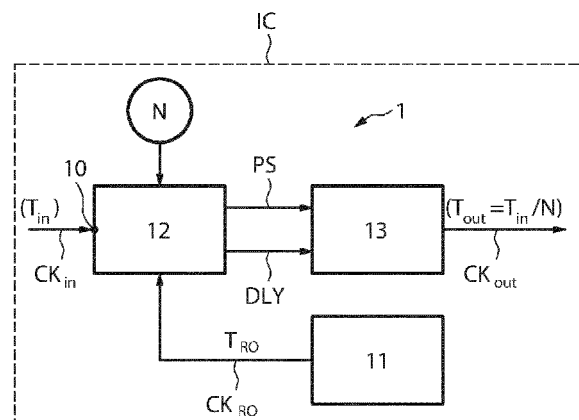 IC
N
1
10
PS
(T_in)
(T_out=T_in/N)
12
13
CK_in
DLY
CK_out
T_RO
11
CK_RO